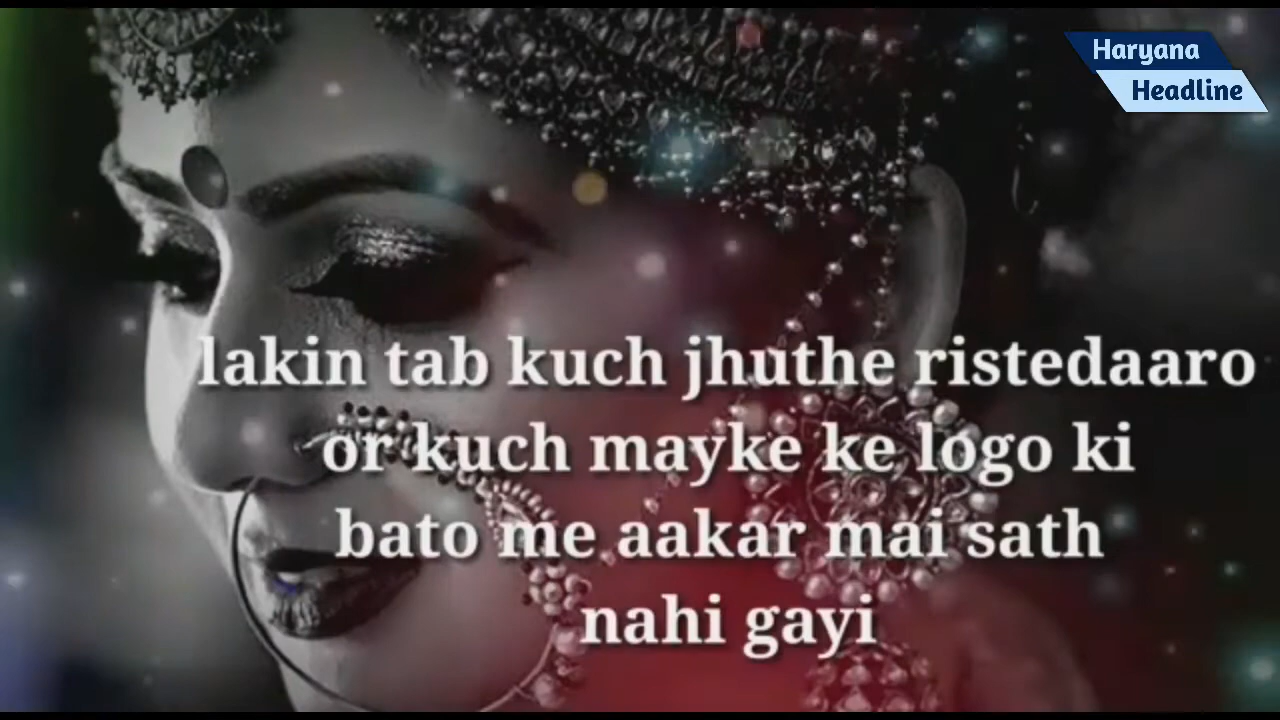 Haryana
Headline
lakin tab kuch jhuthe ristedaaro
or kuch mayke ke logo ki
bato me aakar mai sath
nahi gayi